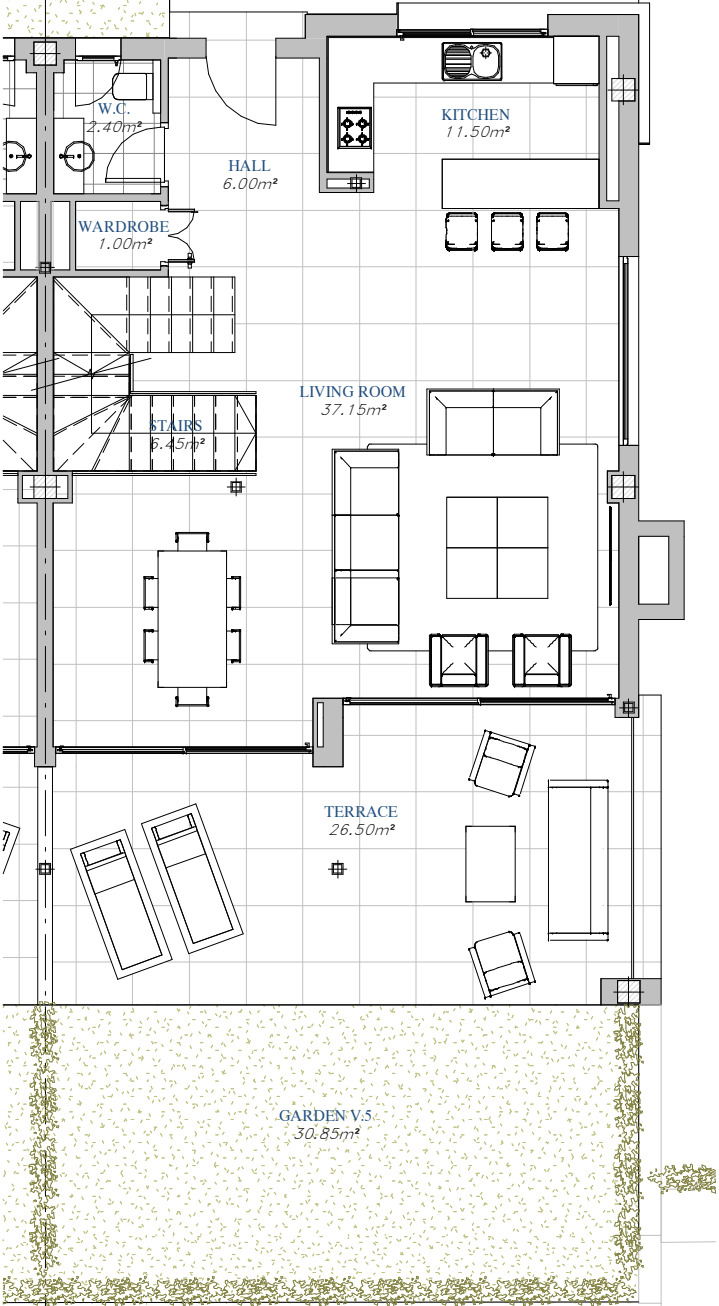 W.C.
2.40m²
KITCHEN
11.50m²
HALL
6.00m²
WARDROBE
1.00m²
LIVING ROOM
37.15m²
STAIRS
6.45m²
TERRACE
26.50m²
GARDEN V.5
30.85m²